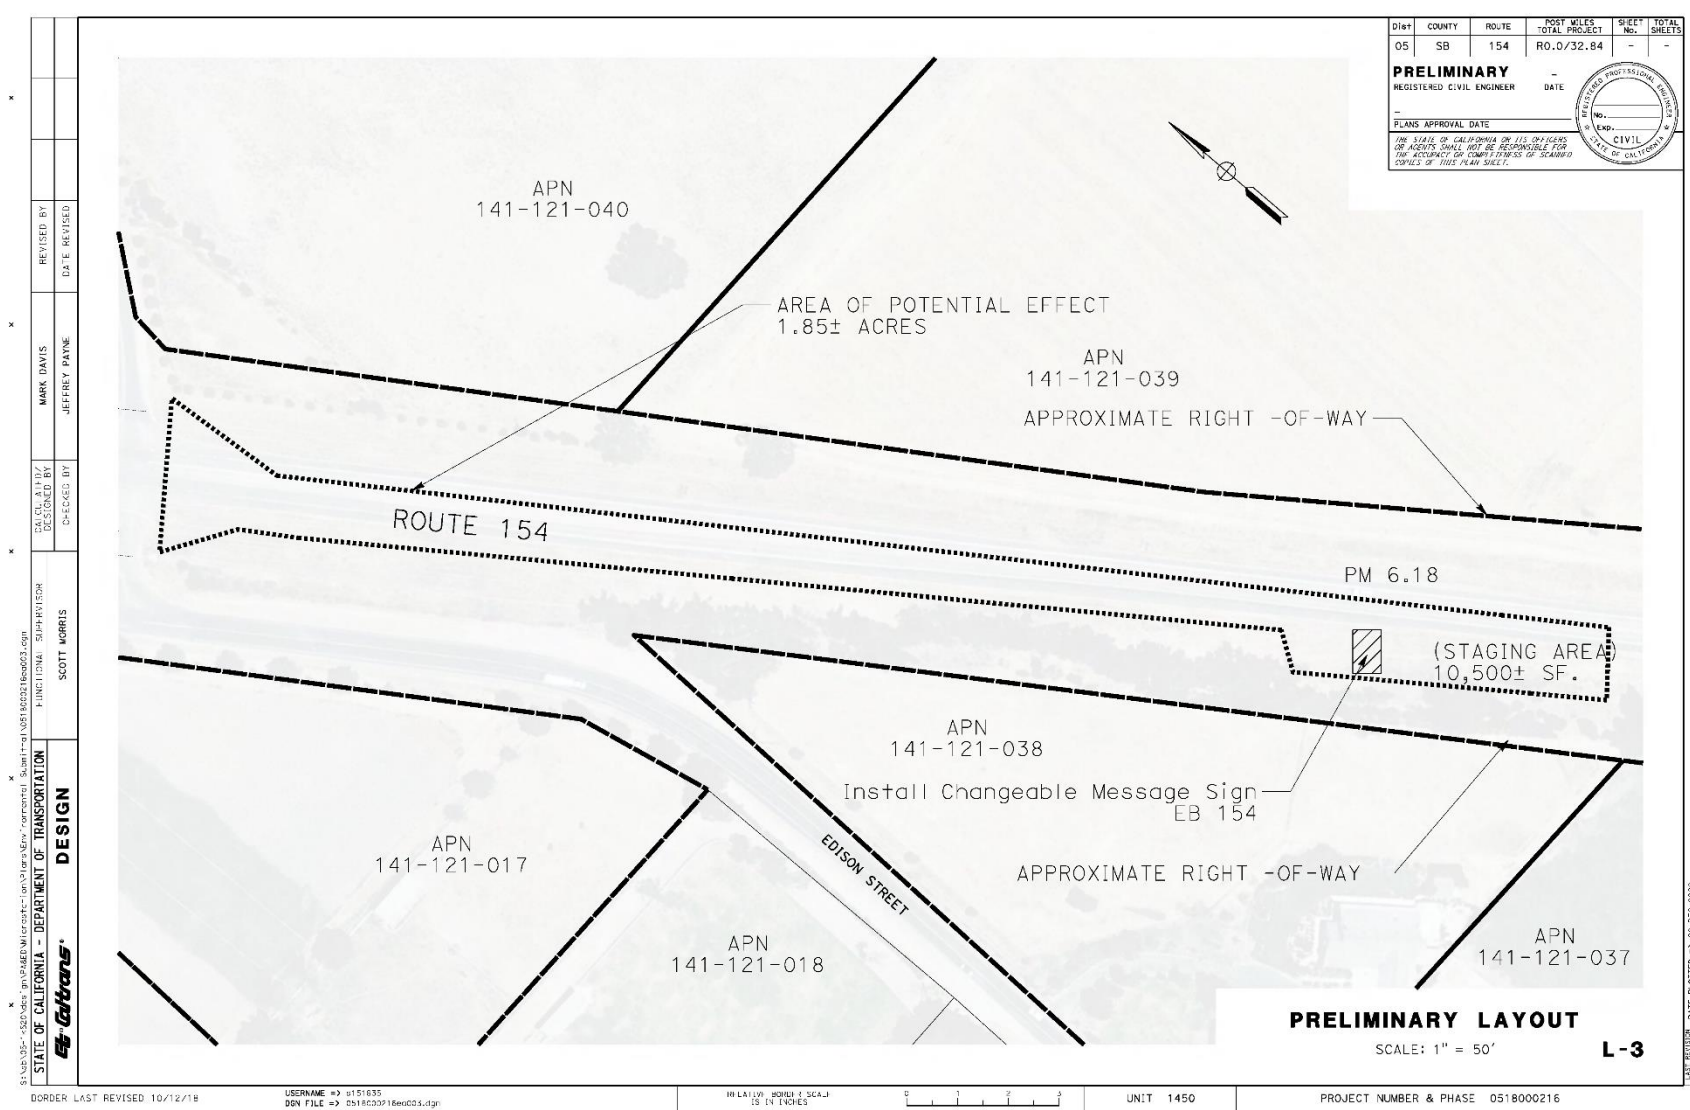 Dist COUNTY ROUTE POST MILES TOTAL PROJECT SHEET No. TOTAL SHEETS
05 SB 154 R0.0/32.84 - -
PRELIMINARY -
REGISTERED CIVIL ENGINEER DATE
-
PLANS APPROVAL DATE
THE STATE OF CALIFORNIA OR ITS OFFICERS
OR AGENTS SHALL NOT BE RESPONSIBLE FOR
THE ACCURACY OR COMPLETENESS OF SCANNED
COPIES OF THIS PLAN SHEET.
REGISTERED PROFESSIONAL ENGINEER
No.
Exp.
CIVIL
STATE OF CALIFORNIA
APN
141-121-040
AREA OF POTENTIAL EFFECT
1.85± ACRES
APN
141-121-039
APPROXIMATE RIGHT -OF-WAY
ROUTE 154
PM 6.18
(STAGING AREA)
10,500± SF.
APN
141-121-038
Install Changeable Message Sign
EB 154
EDISON STREET
APN
141-121-017
APPROXIMATE RIGHT -OF-WAY
APN
141-121-018
APN
141-121-037
PRELIMINARY LAYOUT
SCALE: 1" = 50'
L-3
REVISED BY
DATE REVISED
MARK DAVIS
JEFFREY PAYNE
CALCULATED/
DESIGNED BY
CHECKED BY
FUNCTIONAL SUPERVISOR
SCOTT MORRIS
STATE OF CALIFORNIA - DEPARTMENT OF TRANSPORTATION
DESIGN
Caltrans
BORDER LAST REVISED 10/12/18
USERNAME => s151635
DGN FILE => 0518000216ea003.dgn
RELATIVE BORDER SCALE
IS IN INCHES
0 1 2 3
UNIT 1450
PROJECT NUMBER & PHASE 0518000216
LAST REVISION